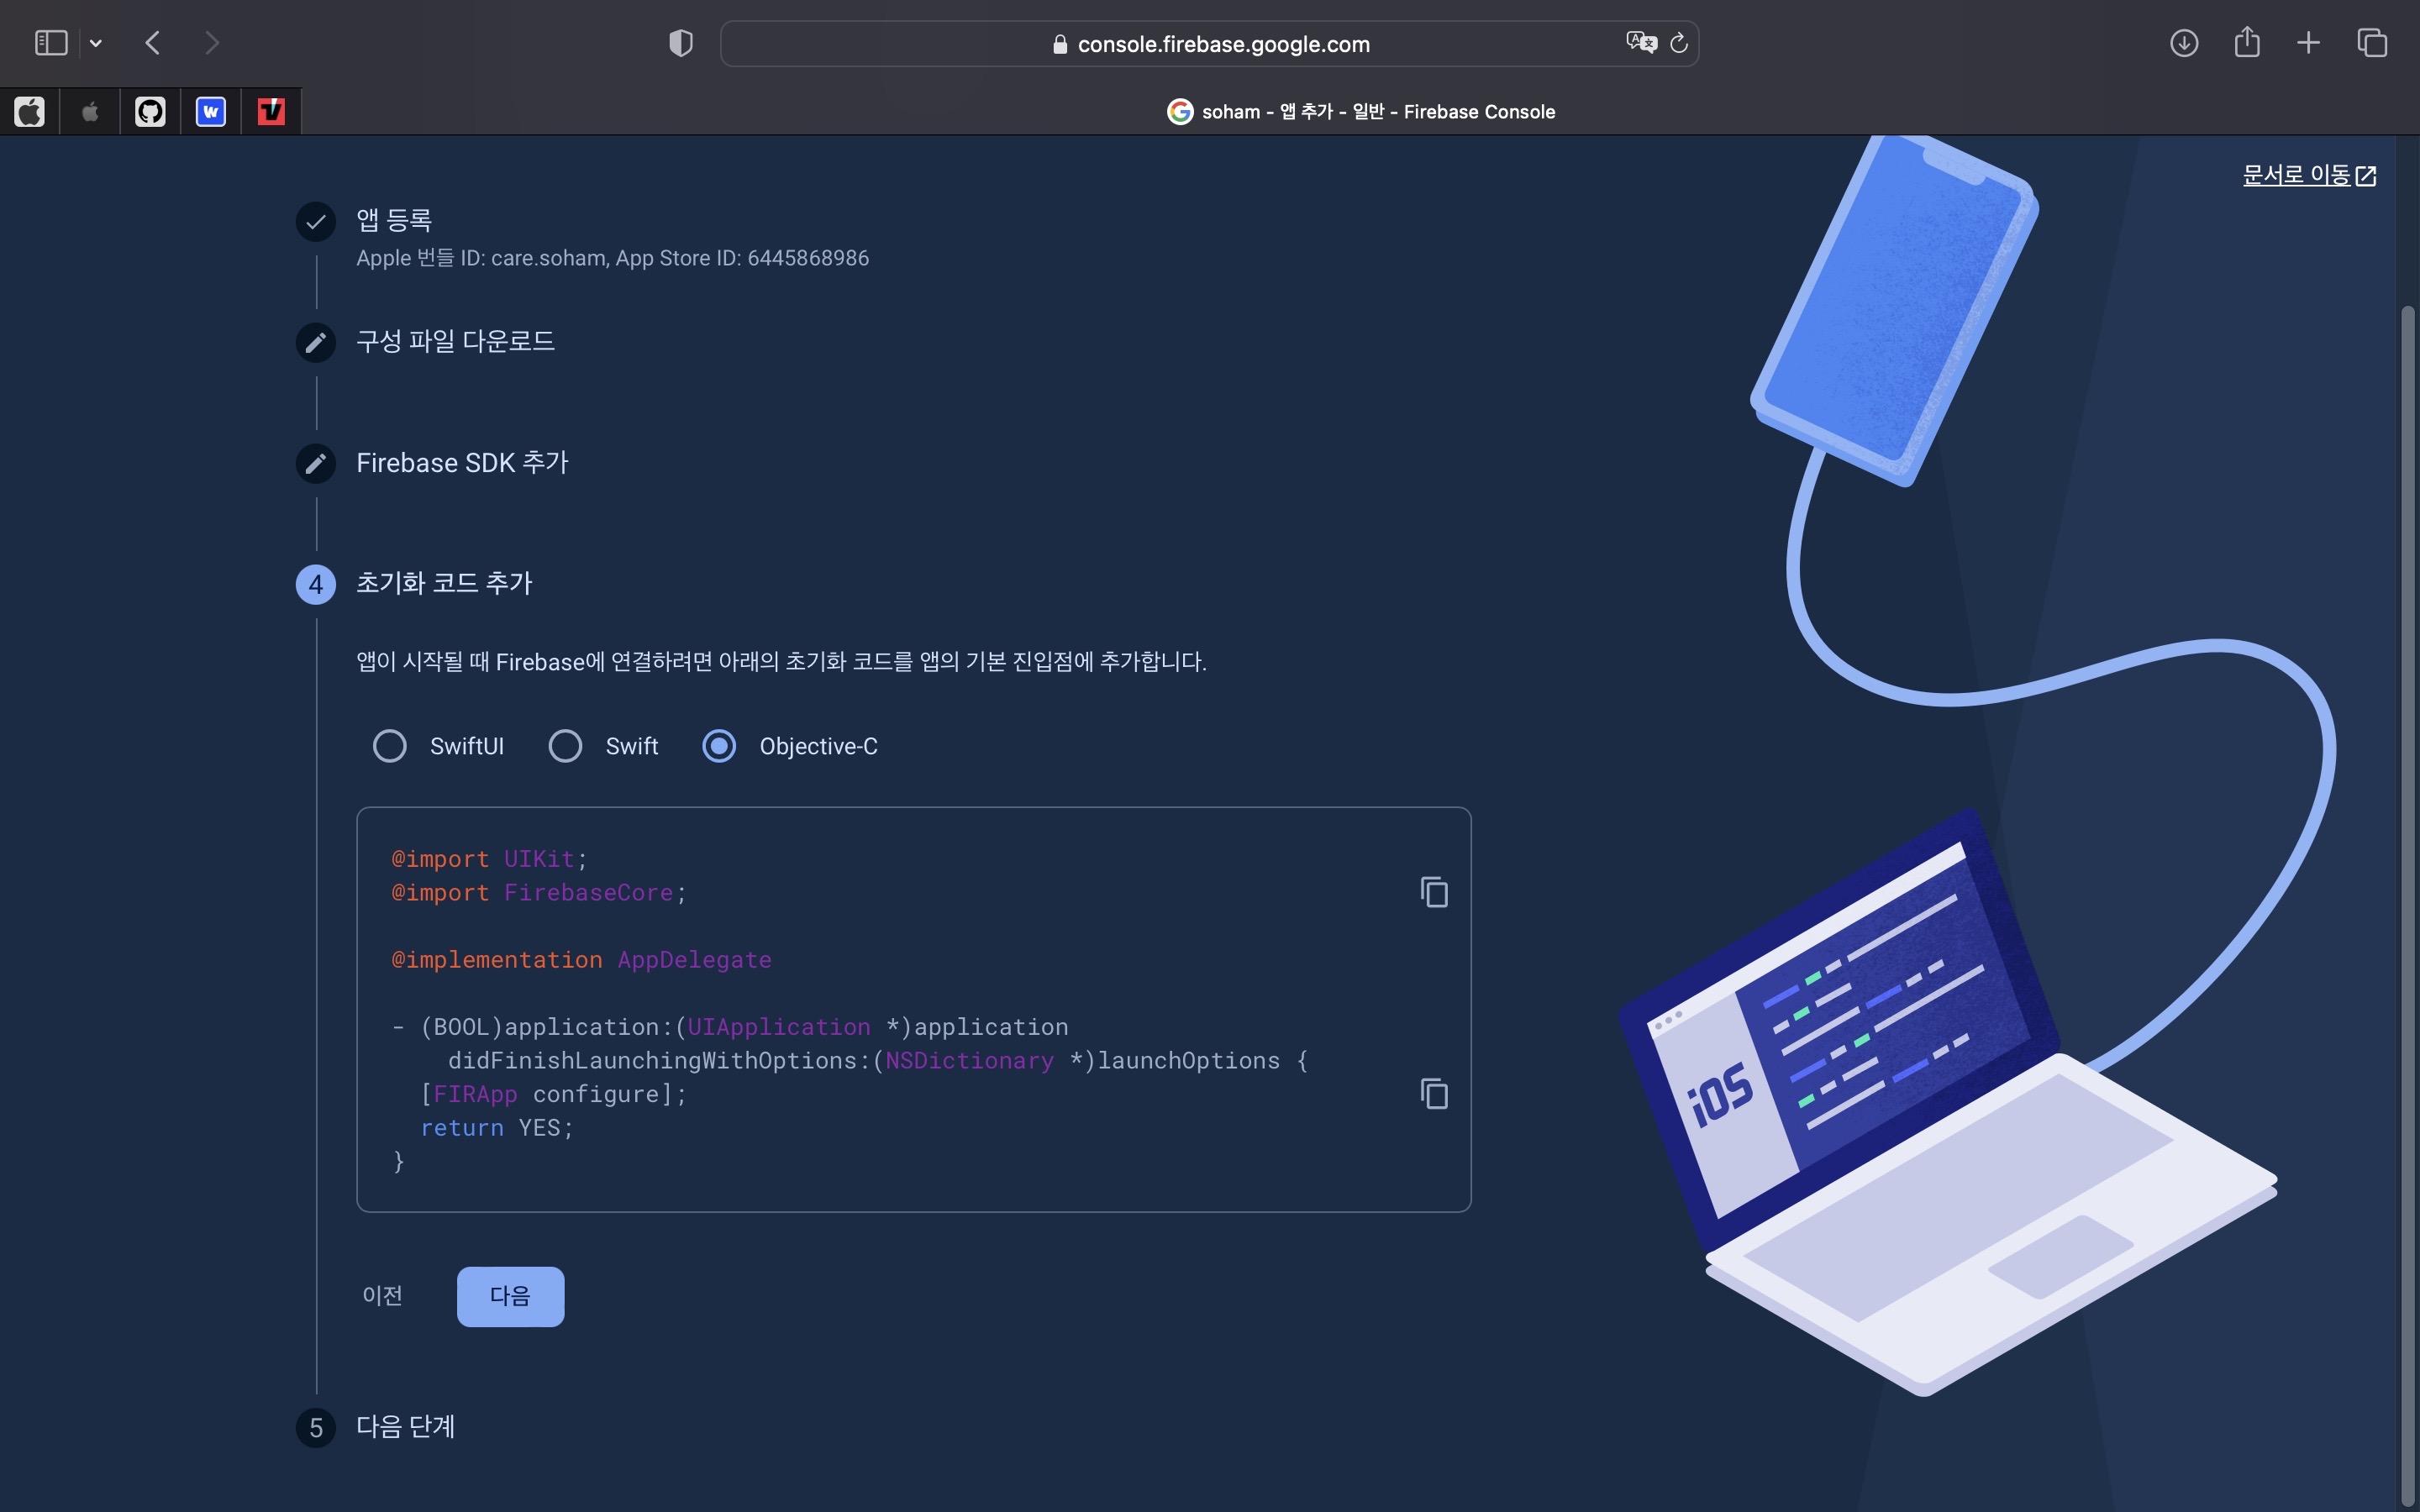 console.firebase.google.com
soham - 앱 추가 - 일반 - Firebase Console
문서로 이동
앱 등록
Apple 번들 ID: care.soham, App Store ID: 6445868986
구성 파일 다운로드
Firebase SDK 추가
4 초기화 코드 추가
앱이 시작될 때 Firebase에 연결하려면 아래의 초기화 코드를 앱의 기본 진입점에 추가합니다.
SwiftUI Swift Objective-C
@import UIKit;
@import FirebaseCore;
@implementation AppDelegate
- (BOOL)application:(UIApplication *)application
didFinishLaunchingWithOptions:(NSDictionary *)launchOptions {
[FIRApp configure];
return YES;
}
iOS
이전 다음
5 다음 단계